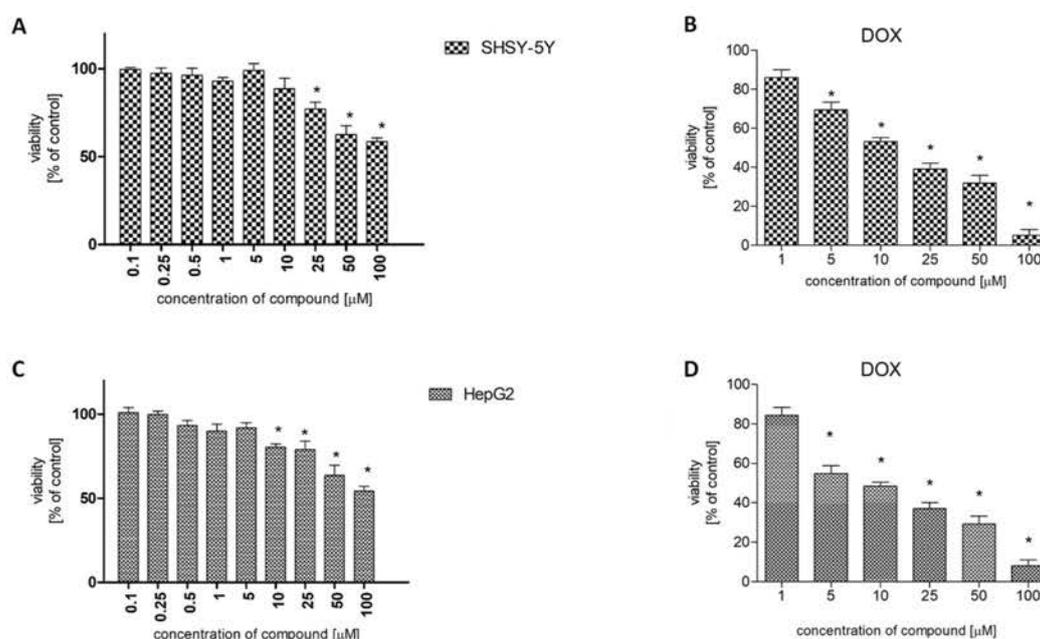 A
SHSY-5Y
100
50
0
viability
[% of control]
* * *
0.1 0.25 0.5 1 5 10 25 50 100
concentration of compound [μM]
B
DOX
80
60
40
20
0
viability
[% of control]
* * * * *
1 5 10 25 50 100
concentration of compound [μM]
C
HepG2
100
50
0
viability
[% of control]
* * * *
0.1 0.25 0.5 1 5 10 25 50 100
concentration of compound [μM]
D
DOX
80
60
40
20
0
viability
[% of control]
* * * * *
1 5 10 25 50 100
concentration of compound [μM]